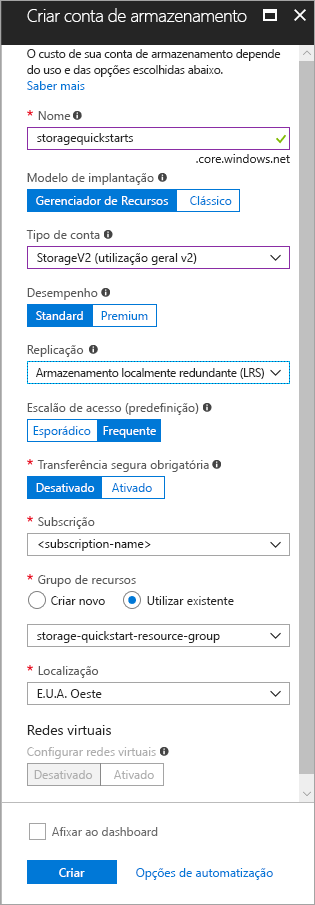 Criar conta de armazenamento
O custo de sua conta de armazenamento depende
do uso e das opções escolhidas abaixo.
Saber mais
* Nome
storagequickstarts
.core.windows.net
Modelo de implantação
Gerenciador de Recursos Clássico
Tipo de conta
StorageV2 (utilização geral v2)
Desempenho
Standard Premium
Replicação
Armazenamento localmente redundante (LRS)
Escalão de acesso (predefinição)
Esporádico Frequente
* Transferência segura obrigatória
Desativado Ativado
* Subscrição
<subscription-name>
* Grupo de recursos
Criar novo Utilizar existente
storage-quickstart-resource-group
* Localização
E.U.A. Oeste
Redes virtuais
Configurar redes virtuais
Desativado Ativado
Afixar ao dashboard
Criar Opções de automatização